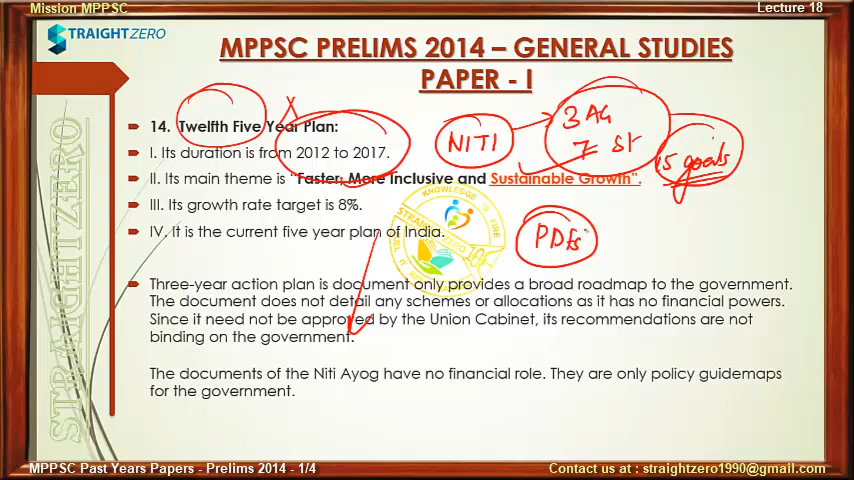 Mission MPPSC
Lecture 18
STRAIGHTZERO
MPPSC PRELIMS 2014 – GENERAL STUDIES
PAPER - I
14. Twelfth Five Year Plan:
I. Its duration is from 2012 to 2017.
II. Its main theme is "Faster, More Inclusive and Sustainable Growth".
III. Its growth rate target is 8%.
IV. It is the current five year plan of India.
NITI
3 AG
7 St
15 goals
PDFs
KNOWLEDGE IS FIRE
STRAIGHT ZERO
Three-year action plan is document only provides a broad roadmap to the government.
The document does not detail any schemes or allocations as it has no financial powers.
Since it need not be approved by the Union Cabinet, its recommendations are not
binding on the government.
The documents of the Niti Ayog have no financial role. They are only policy guidemaps
for the government.
STRAIGHT ZERO
MPPSC Past Years Papers - Prelims 2014 - 1/4
Contact us at : straightzero1990@gmail.com